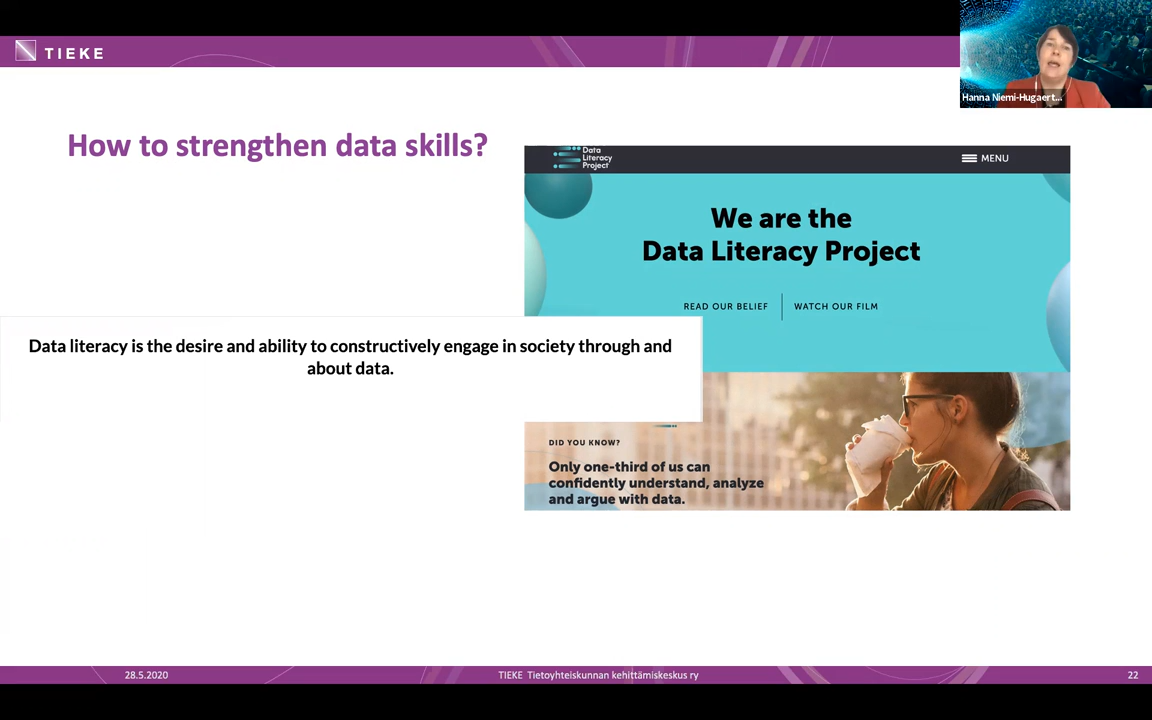 TIEKE
Hanna Niemi-Hugaert...
How to strengthen data skills?
Data
Literacy
Project
MENU
We are the
Data Literacy Project
READ OUR BELIEF
WATCH OUR FILM
Data literacy is the desire and ability to constructively engage in society through and
about data.
DID YOU KNOW?
Only one-third of us can
confidently understand, analyze
and argue with data.
28.5.2020
TIEKE Tietoyhteiskunnan kehittämiskeskus ry
22